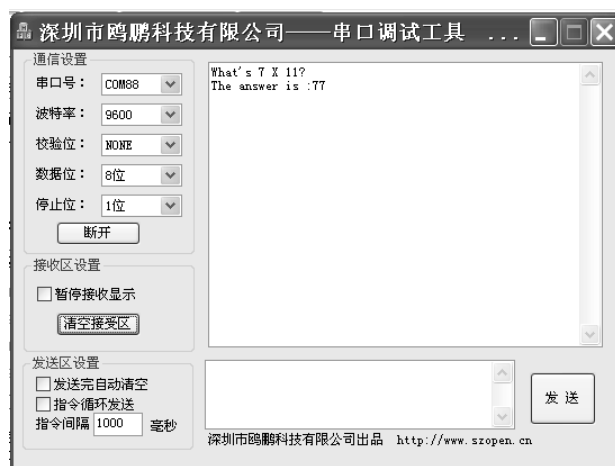 深圳市鸥鹏科技有限公司——串口调试工具 ...
通信设置
串口号： COM88
波特率： 9600
校验位： NONE
数据位： 8位
停止位： 1位
断开
What's 7 X 11?
The answer is :77
接收区设置
暂停接收显示
清空接受区
发送区设置
发送完自动清空
指令循环发送
指令间隔 1000 毫秒
发送
深圳市鸥鹏科技有限公司出品 http://www.szopen.cn